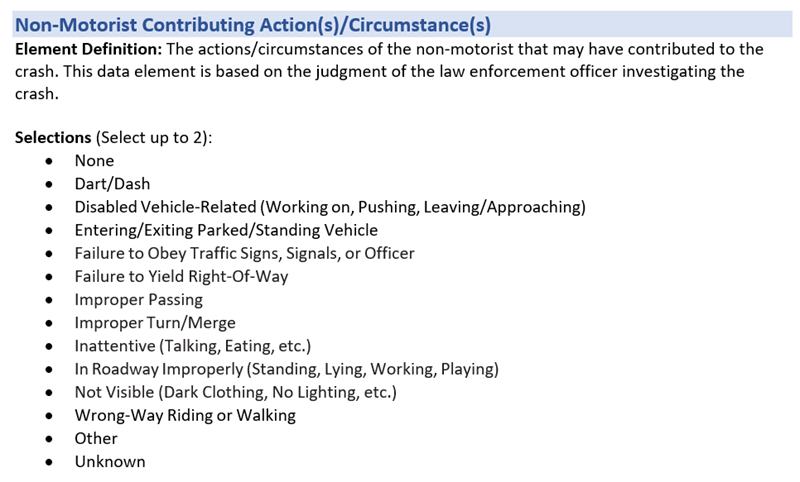 Non-Motorist Contributing Action(s)/Circumstance(s)
Element Definition: The actions/circumstances of the non-motorist that may have contributed to the
crash. This data element is based on the judgment of the law enforcement officer investigating the
crash.
Selections (Select up to 2):
• None
• Dart/Dash
• Disabled Vehicle-Related (Working on, Pushing, Leaving/Approaching)
• Entering/Exiting Parked/Standing Vehicle
• Failure to Obey Traffic Signs, Signals, or Officer
• Failure to Yield Right-Of-Way
• Improper Passing
• Improper Turn/Merge
• Inattentive (Talking, Eating, etc.)
• In Roadway Improperly (Standing, Lying, Working, Playing)
• Not Visible (Dark Clothing, No Lighting, etc.)
• Wrong-Way Riding or Walking
• Other
• Unknown